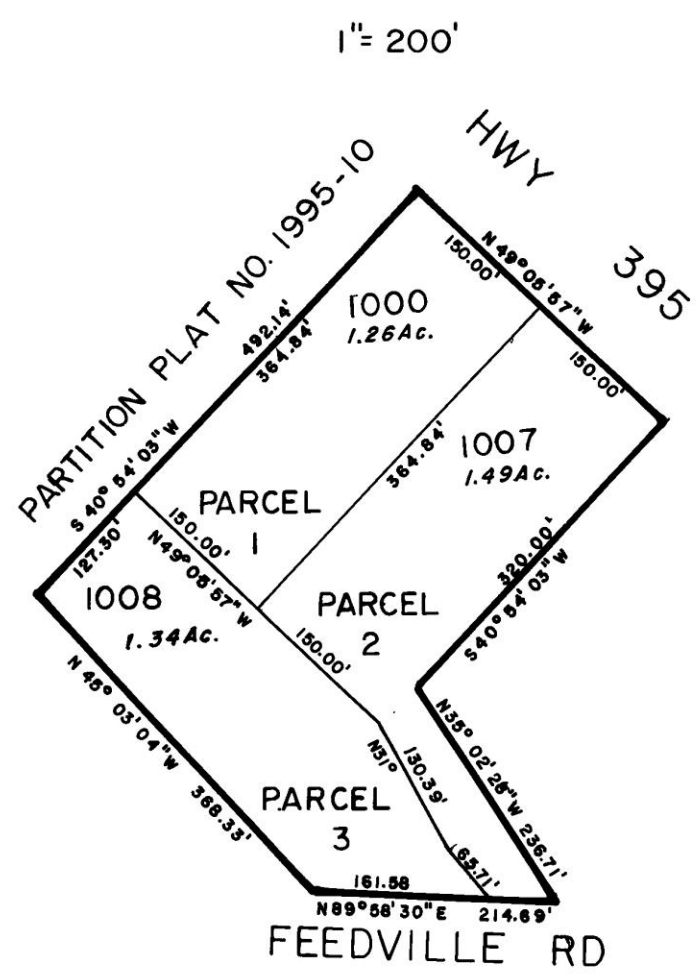 1"= 200'
HWY
395
PARTITION PLAT NO. 1995-10
N 49° 05' 57" W
150.00'
150.00'
1000
1.26Ac.
492.14'
364.84'
S 40° 54' 03" W
127.30'
364.84'
1007
1.49Ac.
PARCEL
1
150.00'
N49°05'57"W
150.00'
1008
1.34Ac.
PARCEL
2
320.00'
S40°54'03"W
N 45° 03' 04" W
368.33'
N35° 02' 28" W 236.71'
N31°
130.39'
65.71'
PARCEL
3
161.58
N89°58'30"E
214.69'
FEEDVILLE RD